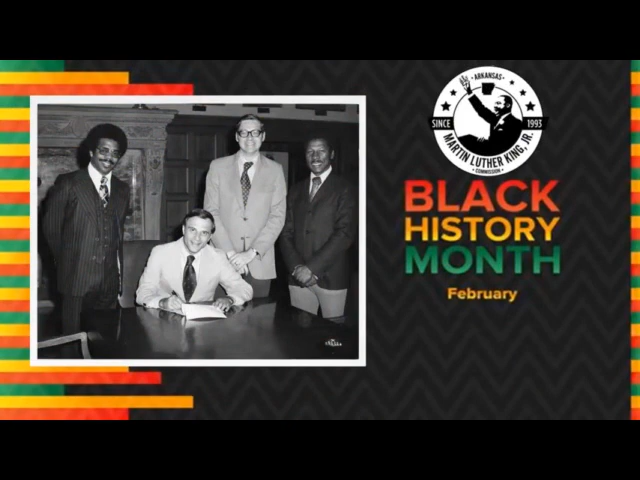 ARKANSAS
SINCE 1993
MARTIN LUTHER KING, JR.
COMMISSION
BLACK
HISTORY
MONTH
February